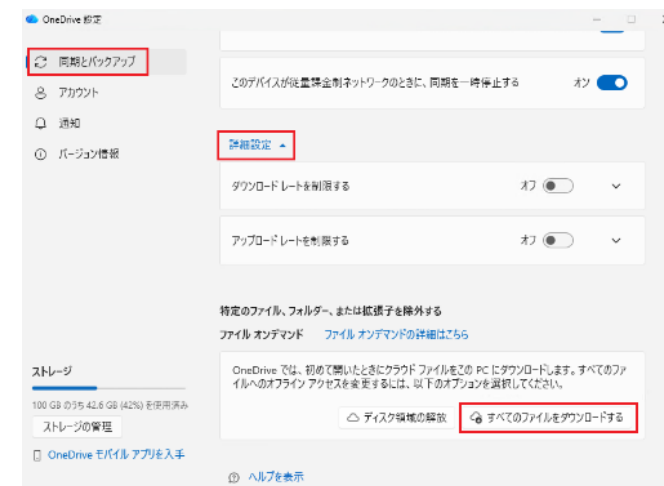 OneDrive 設定
同期とバックアップ
アカウント
通知
バージョン情報
このデバイスが従量課金制ネットワークのときに、同期を一時停止する
オン
詳細設定
ダウンロード レートを制限する
オフ
アップロード レートを制限する
オフ
特定のファイル、フォルダー、または拡張子を除外する
ファイル オンデマンド ファイル オンデマンドの詳細はこちら
OneDrive では、初めて開いたときにクラウド ファイルをこの PC にダウンロードします。すべてのファ
イルへのオフライン アクセスを変更するには、以下のオプションを選択してください。
ディスク領域の解放
すべてのファイルをダウンロードする
ストレージ
100 GB のうち 42.6 GB (42%) を使用済み
ストレージの管理
OneDrive モバイル アプリを入手
ヘルプを表示